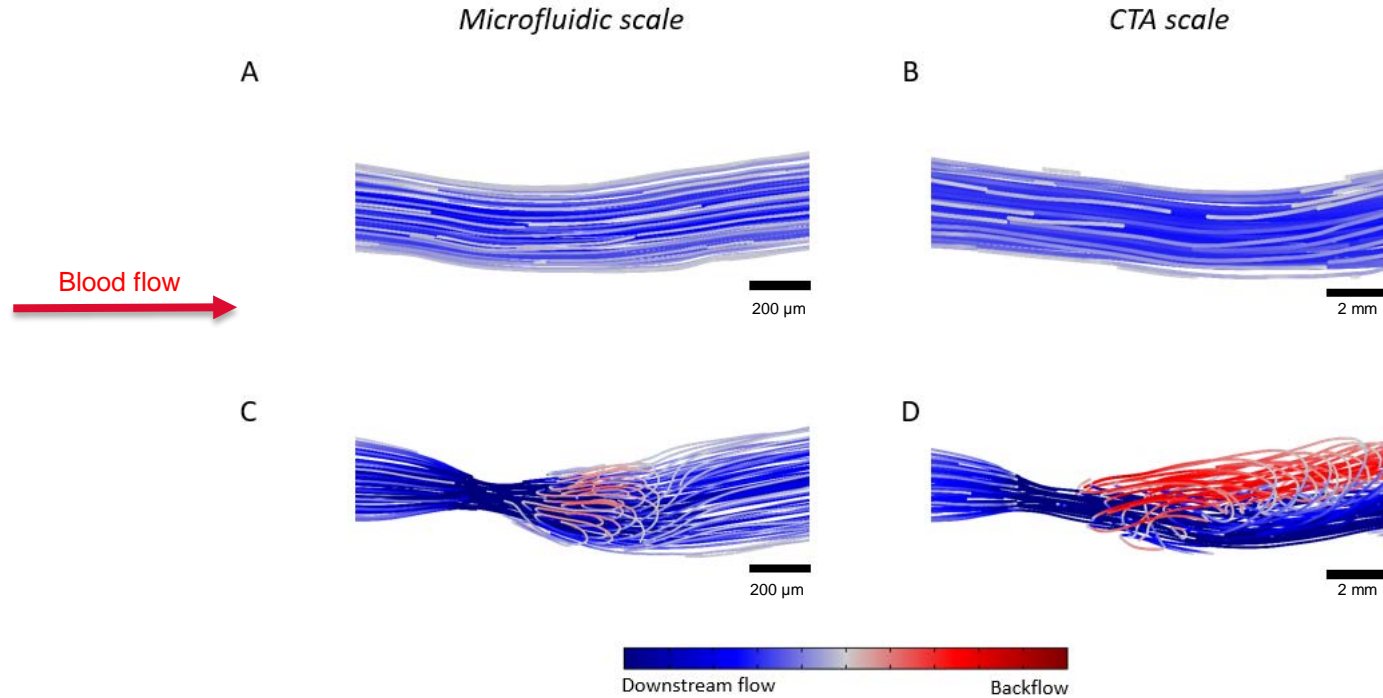 Microfluidic scale
CTA scale
A
B
Blood flow
200 µm
2 mm
C
D
200 µm
2 mm
Downstream flow
Backflow